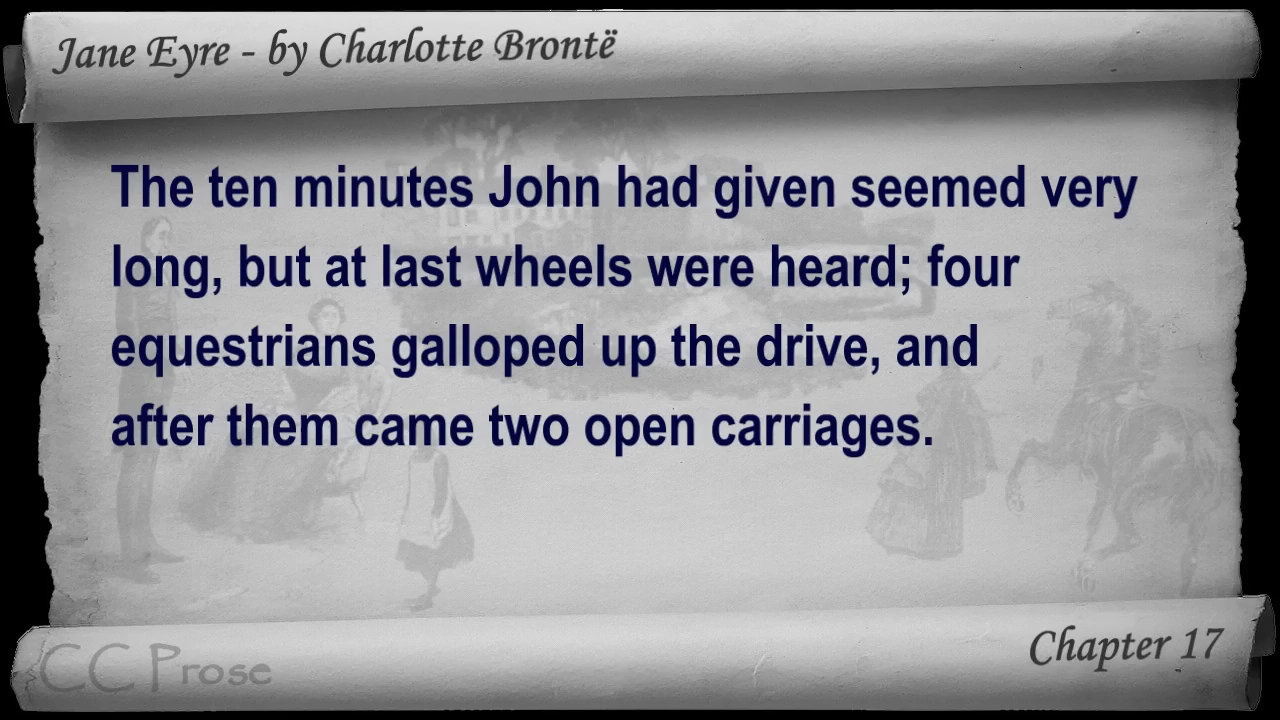 Jane Eyre - by Charlotte Brontë
The ten minutes John had given seemed very
long, but at last wheels were heard; four
equestrians galloped up the drive, and
after them came two open carriages.
Chapter 17
CC Prose